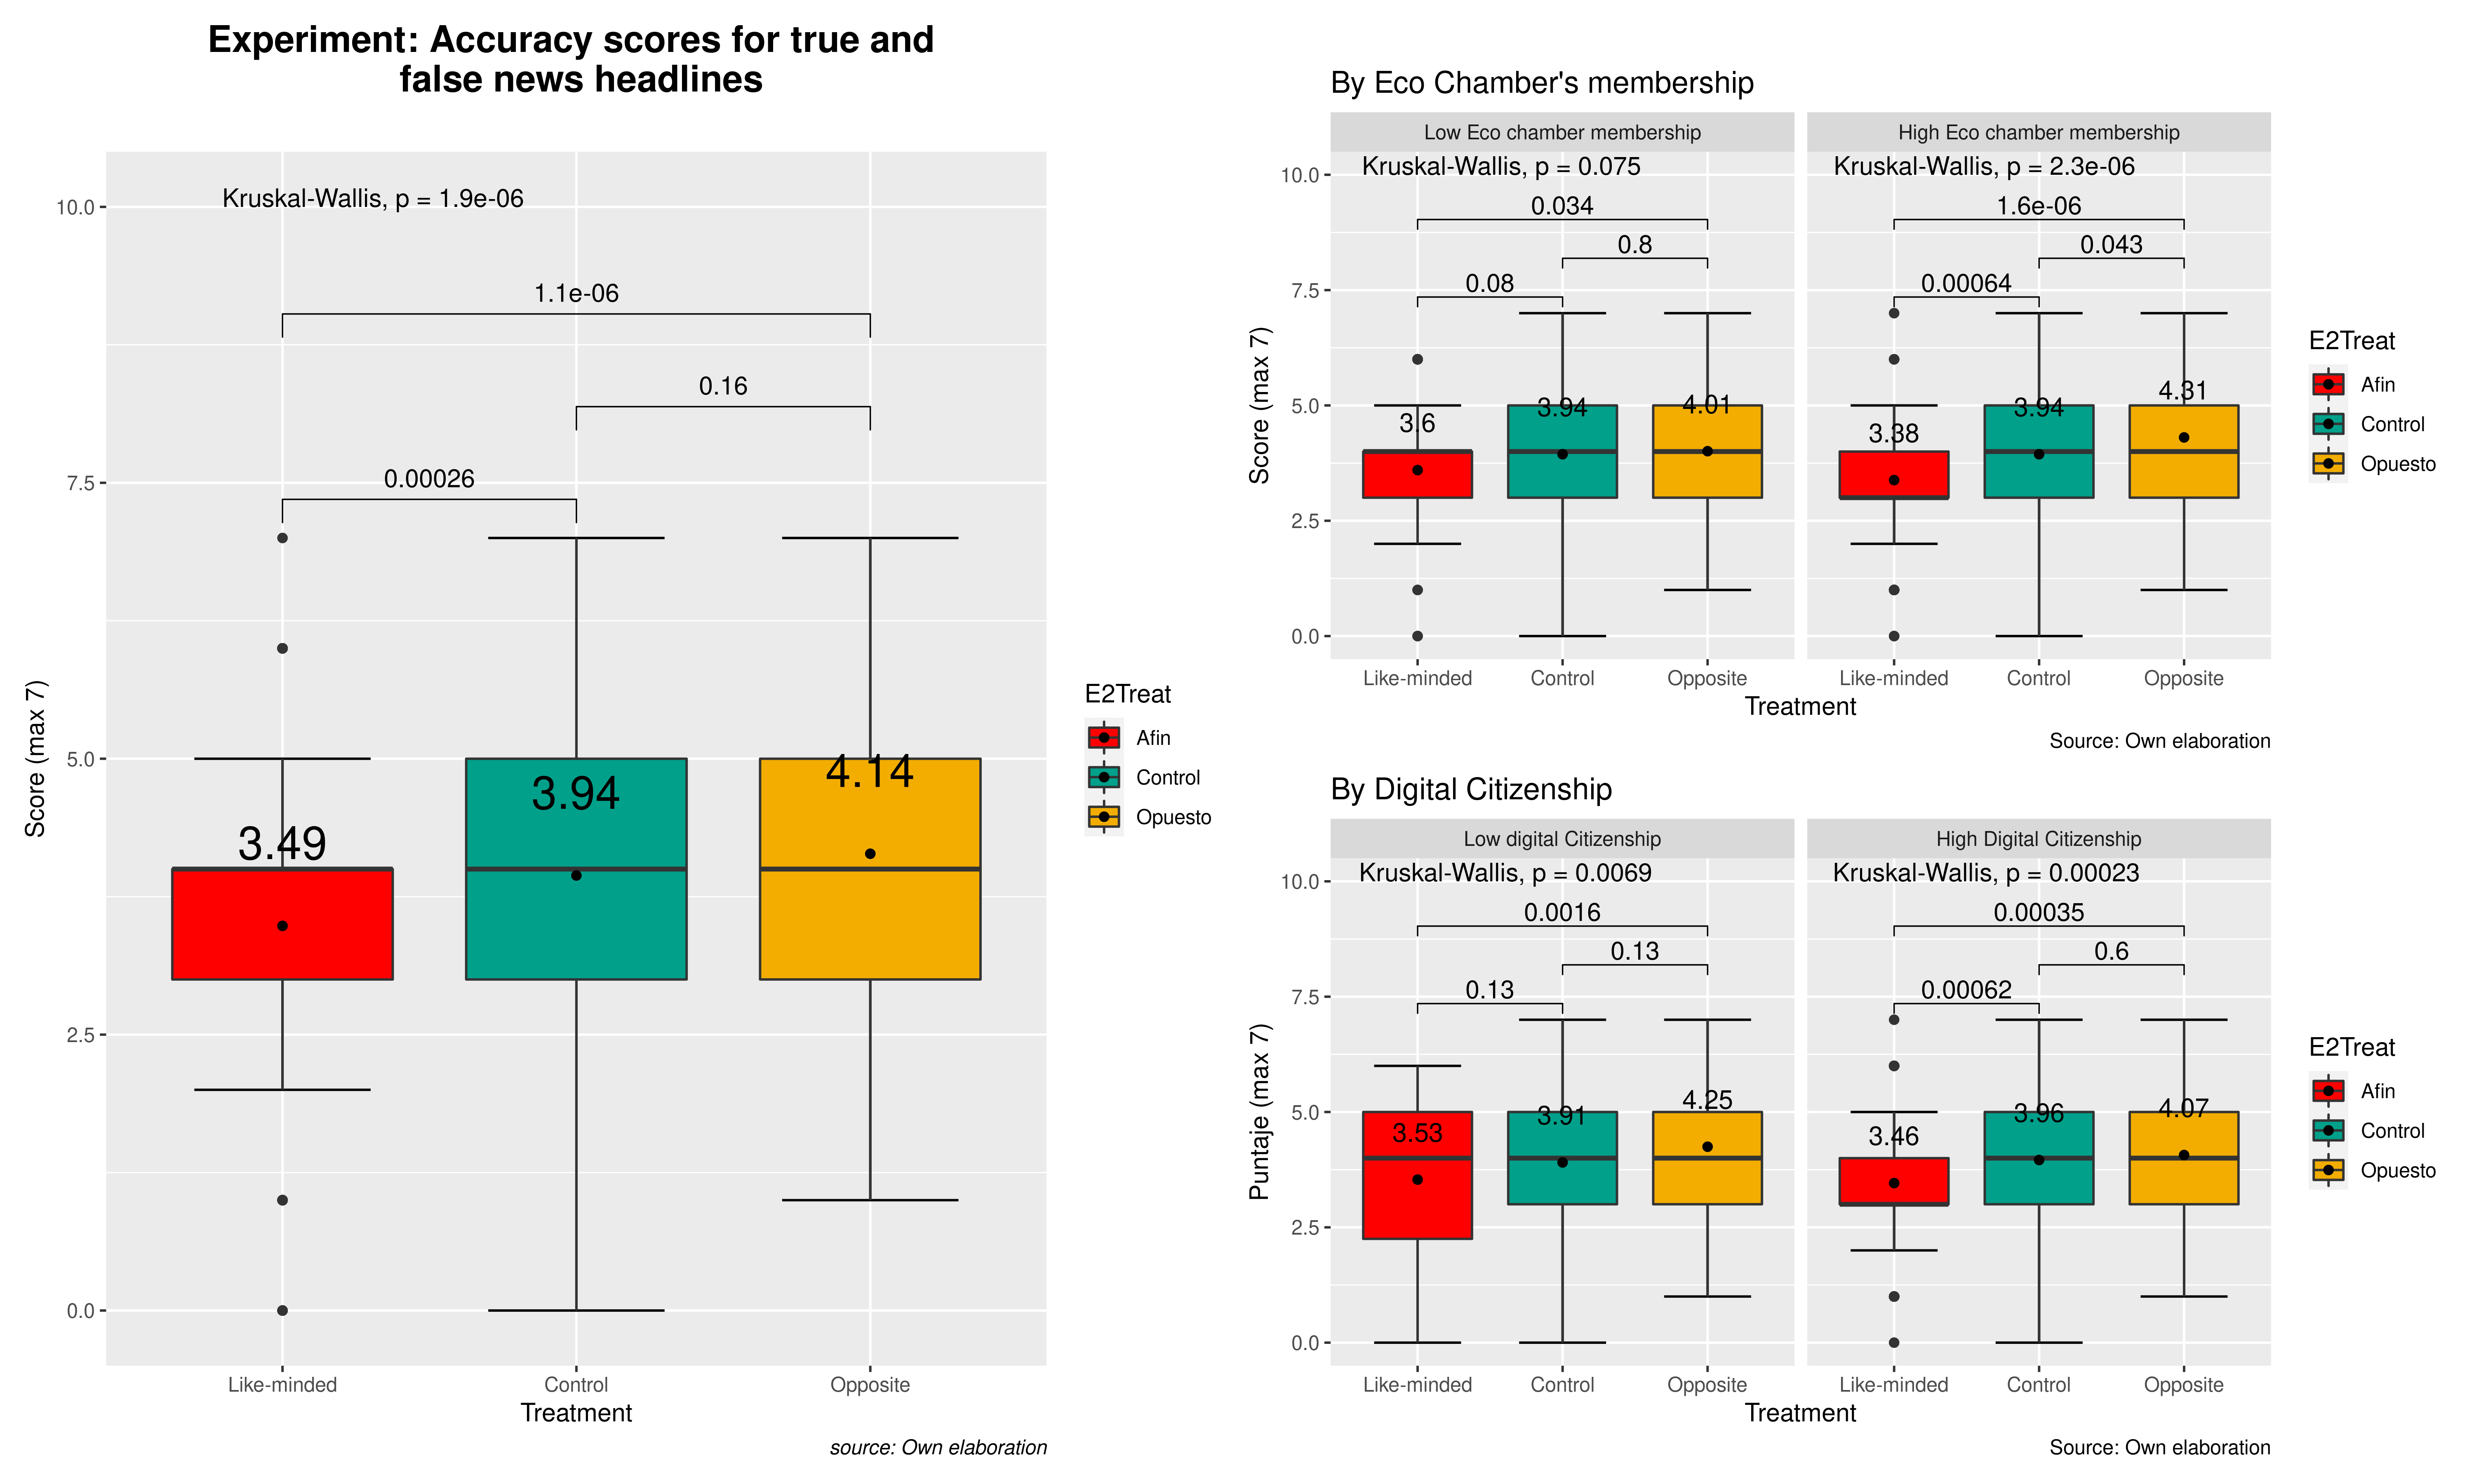 Experiment: Accuracy scores for true and
false news headlines
Kruskal-Wallis, p = 1.9e-06
1.1e-06
0.16
0.00026
3.49
3.94
4.14
10.0
7.5
5.0
2.5
0.0
Score (max 7)
Like-minded Control Opposite
Treatment
source: Own elaboration
E2Treat
Afin
Control
Opuesto
By Eco Chamber's membership
Low Eco chamber membership
Kruskal-Wallis, p = 0.075
0.034
0.8
0.08
3.6
3.94
4.01
High Eco chamber membership
Kruskal-Wallis, p = 2.3e-06
1.6e-06
0.043
0.00064
3.38
3.94
4.31
10.0
7.5
5.0
2.5
0.0
Score (max 7)
Like-minded Control Opposite
Like-minded Control Opposite
Treatment
Source: Own elaboration
E2Treat
Afin
Control
Opuesto
By Digital Citizenship
Low digital Citizenship
Kruskal-Wallis, p = 0.0069
0.0016
0.13
0.13
3.53
3.91
4.25
High Digital Citizenship
Kruskal-Wallis, p = 0.00023
0.00035
0.6
0.00062
3.46
3.96
4.07
10.0
7.5
5.0
2.5
0.0
Puntaje (max 7)
Like-minded Control Opposite
Like-minded Control Opposite
Treatment
Source: Own elaboration
E2Treat
Afin
Control
Opuesto